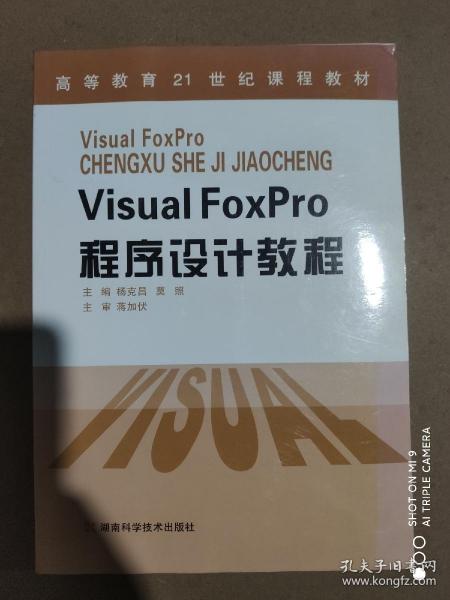 高等教育21世纪课程教材
Visual FoxPro
CHENGXU SHE JI JIAOCHENG
Visual FoxPro
程序设计教程
主 编 杨克昌 莫 照
主 审 蒋加伏
VISUAL
湖南科学技术出版社
SHOT ON MI 9
AI TRIPLE CAMERA
孔夫子旧书网
www.kongfz.com